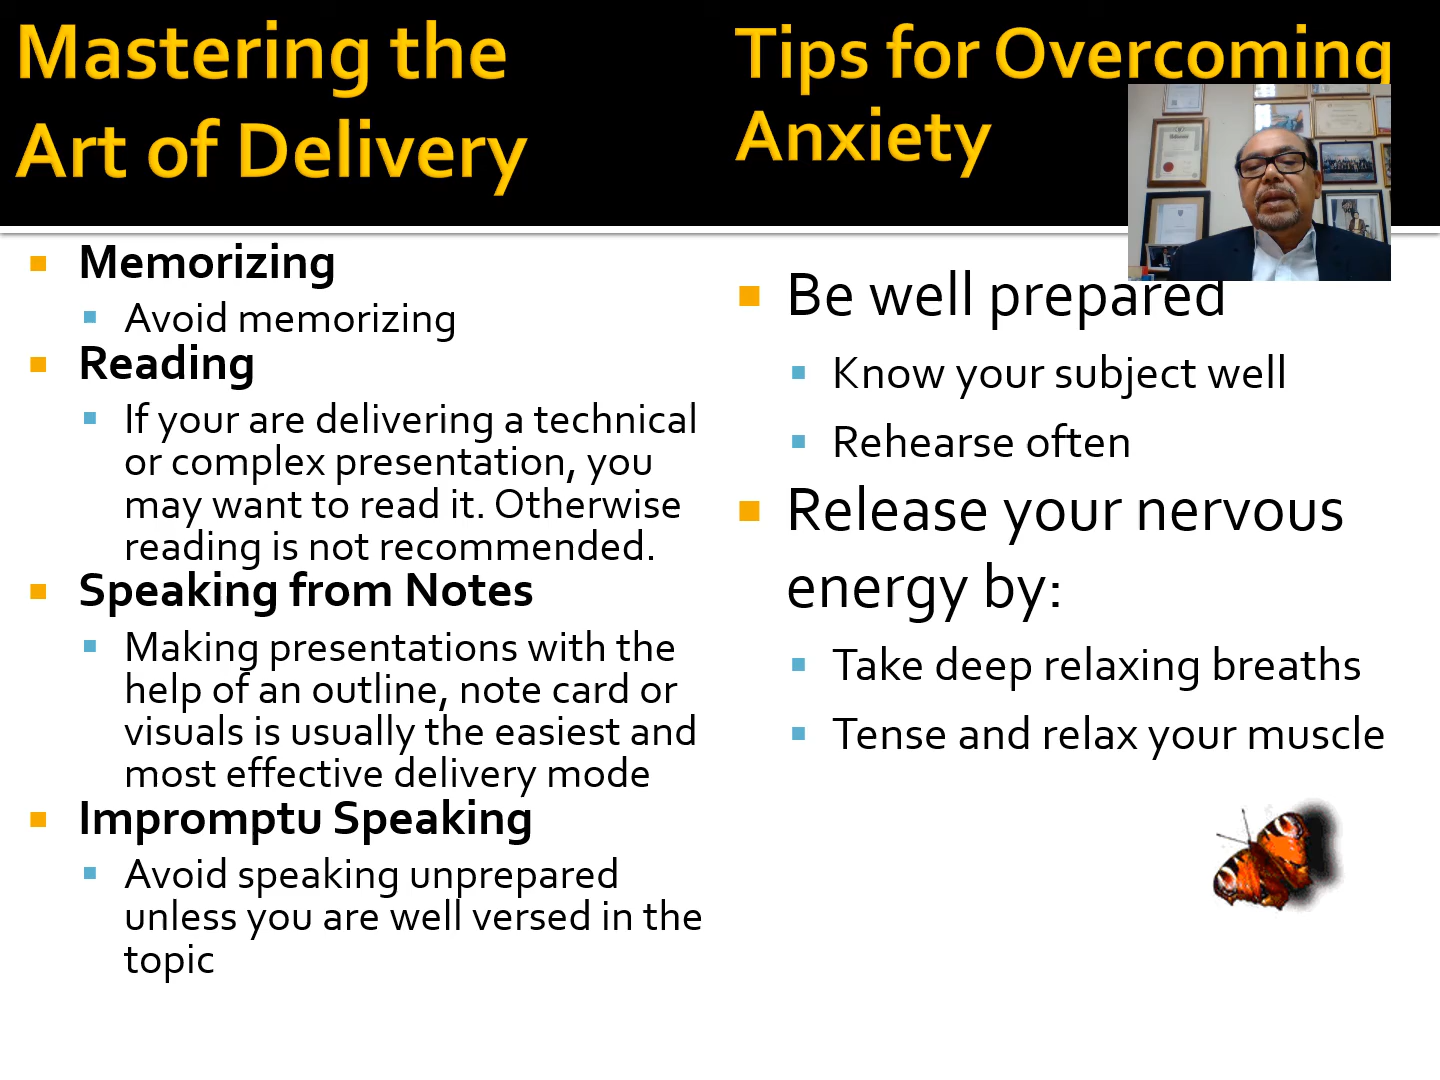 Mastering the
Art of Delivery
Memorizing
Avoid memorizing
Reading
If your are delivering a technical
or complex presentation, you
may want to read it. Otherwise
reading is not recommended.
Speaking from Notes
Making presentations with the
help of an outline, note card or
visuals is usually the easiest and
most effective delivery mode
Impromptu Speaking
Avoid speaking unprepared
unless you are well versed in the
topic
Tips for Overcoming
Anxiety
Be well prepared
Know your subject well
Rehearse often
Release your nervous
energy by:
Take deep relaxing breaths
Tense and relax your muscle